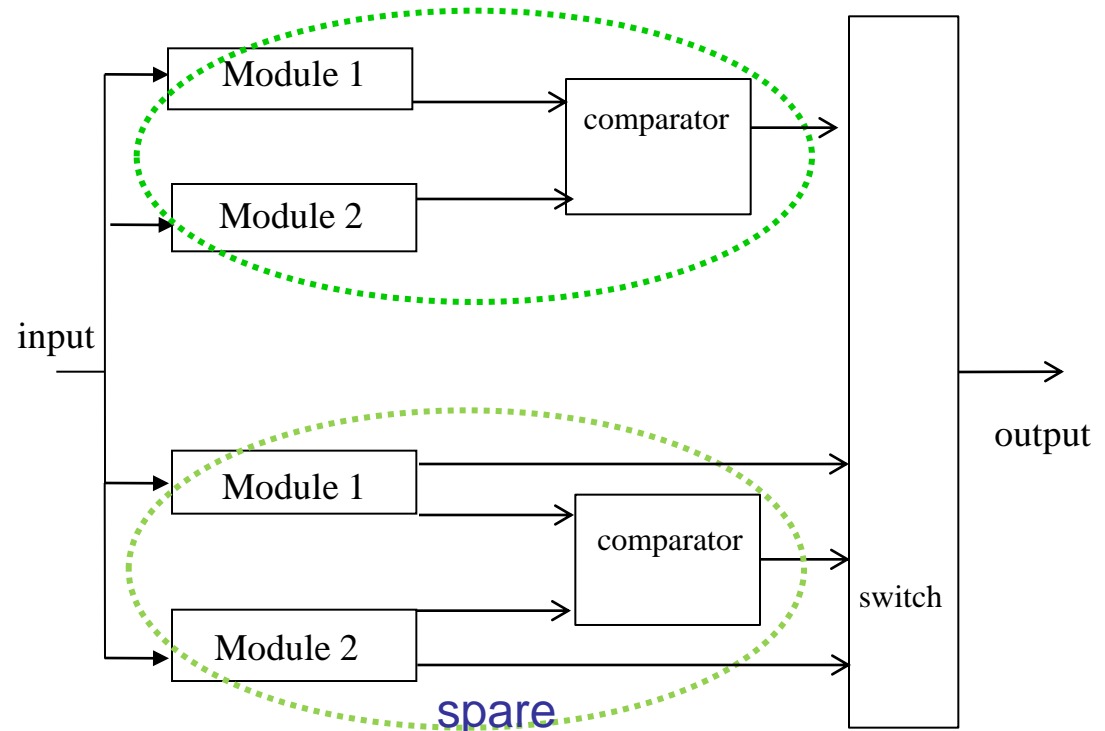 Module 1
comparator
Module 2
input
output
Module 1
comparator
switch
Module 2
spare